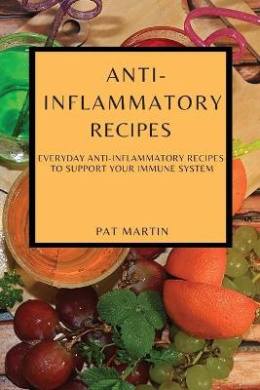 ANTI-
INFLAMMATORY
RECIPES
EVERYDAY ANTI-INFLAMMATORY RECIPES
TO SUPPORT YOUR IMMUNE SYSTEM
PAT MARTIN